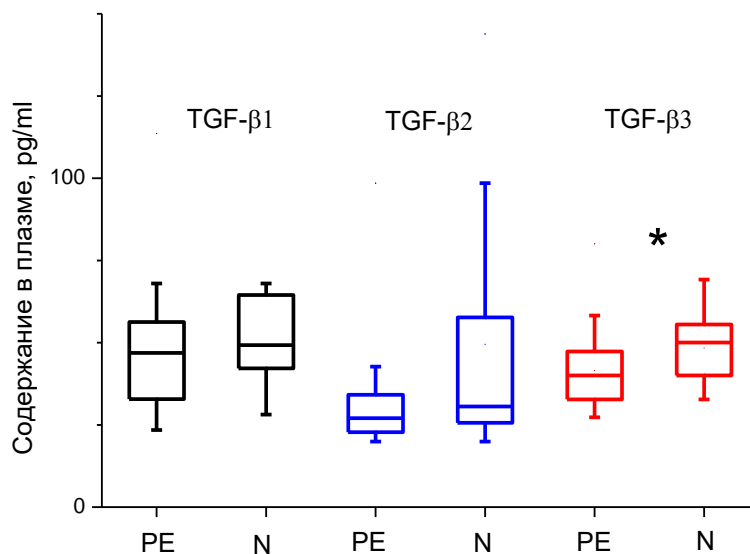 Содержание в плазме, pg/ml
TGF-β1
TGF-β2
TGF-β3
100
*
0
PE
N
PE
N
PE
N